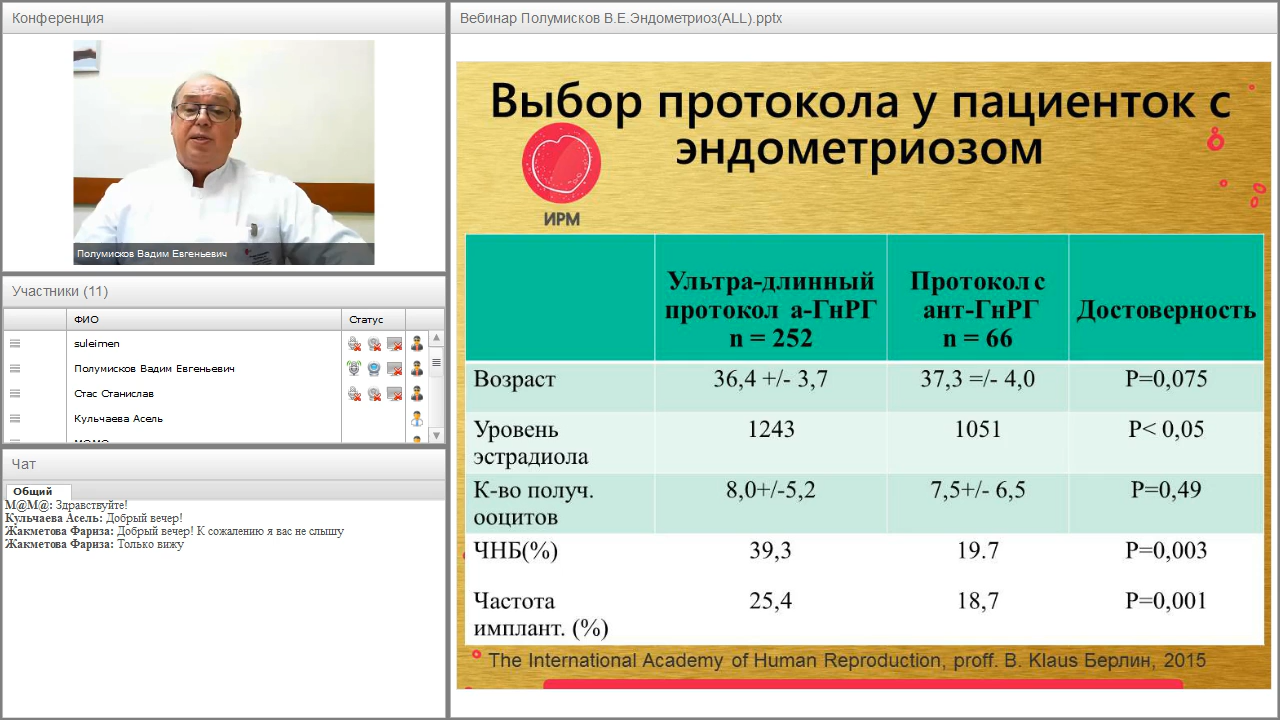 Конференция
Полумисков Вадим Евгеньевич
Участники (11)
ФИО
Статус
suleimen
Полумисков Вадим Евгеньевич
Стас Станислав
Кульчаева Асель
Чат
Общий
M@M@: Здравствуйте!
Кульчаева Асель: Добрый вечер!
Жакметова Фариза: Добрый вечер! К сожалению я вас не слышу
Жакметова Фариза: Только вижу
Вебинар Полумисков В.Е.Эндометриоз(ALL).pptx
Выбор протокола у пациенток с
эндометриозом
ИРМ
Ультра-длинный
протокол а-ГнРГ
n = 252
Протокол с
ант-ГнРГ
n = 66
Достоверность
Возраст
36,4 +/- 3,7
37,3 =/- 4,0
P=0,075
Уровень
эстрадиола
1243
1051
P< 0,05
К-во получ.
ооцитов
8,0+/-5,2
7,5+/- 6,5
P=0,49
ЧНБ(%)
39,3
19.7
P=0,003
Частота
имплант. (%)
25,4
18,7
P=0,001
The International Academy of Human Reproduction, proff. B. Klaus Берлин, 2015